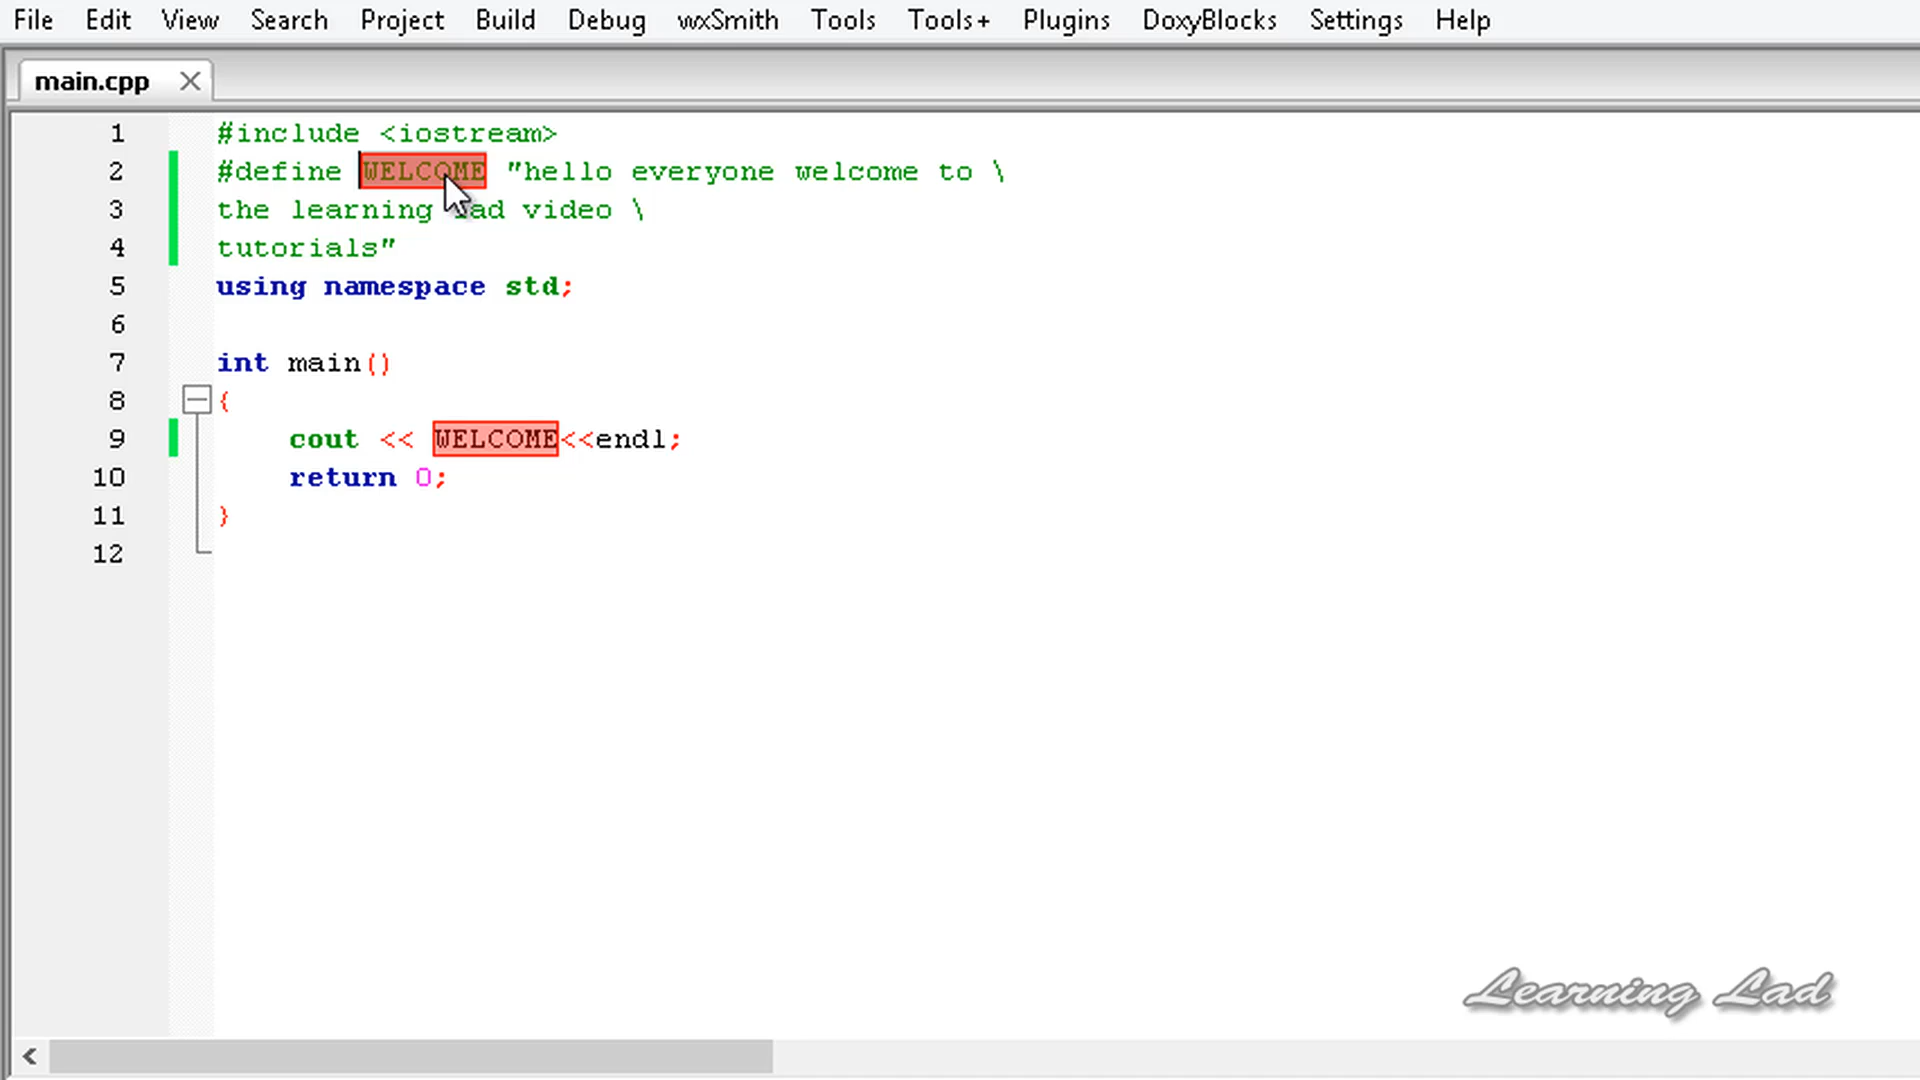 File Edit View Search Project Build Debug wxSmith Tools Tools+ Plugins DoxyBlocks Settings Help
main.cpp
1 #include <iostream>
2 #define WELCOME "hello everyone welcome to \
3 the learning lad video \
4 tutorials"
5 using namespace std;
6
7 int main()
8 {
9 cout << WELCOME<<endl;
10 return 0;
11 }
12
Learning Lad